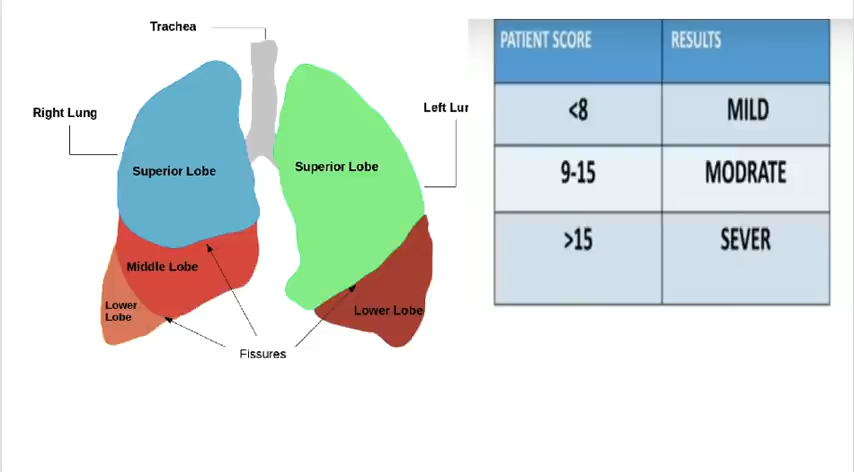 Trachea
Right Lung
Left Lur
Superior Lobe
Superior Lobe
Middle Lobe
Lower
Lobe
Lower Lobe
Fissures
PATIENT SCORE RESULTS
<8 MILD
9-15 MODRATE
>15 SEVER